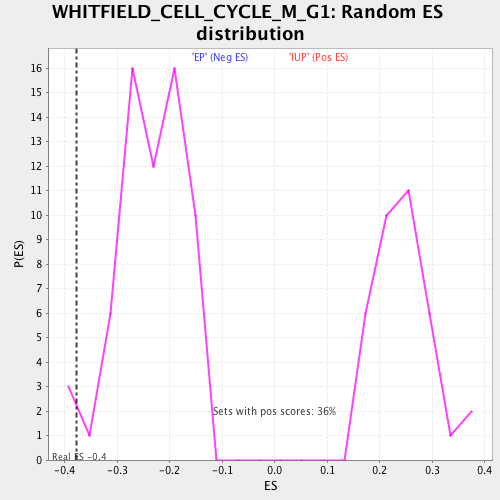 WHITFIELD_CELL_CYCLE_M_G1: Random ES
distribution
'EP' (Neg ES) 'IUP' (Pos ES)
16
15
14
13
12
11
10
9
8
7
6
5
4
3
2
1
0
P(ES)
Sets with pos scores: 36%
Real ES -0.4
-0.4 -0.3 -0.2 -0.1 0.0 0.1 0.2 0.3 0.4
ES